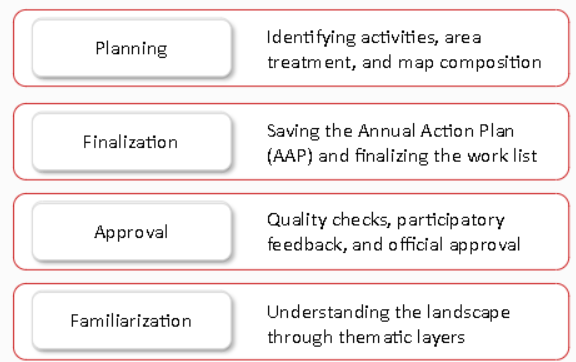 Planning
Identifying activities, area
treatment, and map composition
Finalization
Saving the Annual Action Plan
(AAP) and finalizing the work list
Approval
Quality checks, participatory
feedback, and official approval
Familiarization
Understanding the landscape
through thematic layers